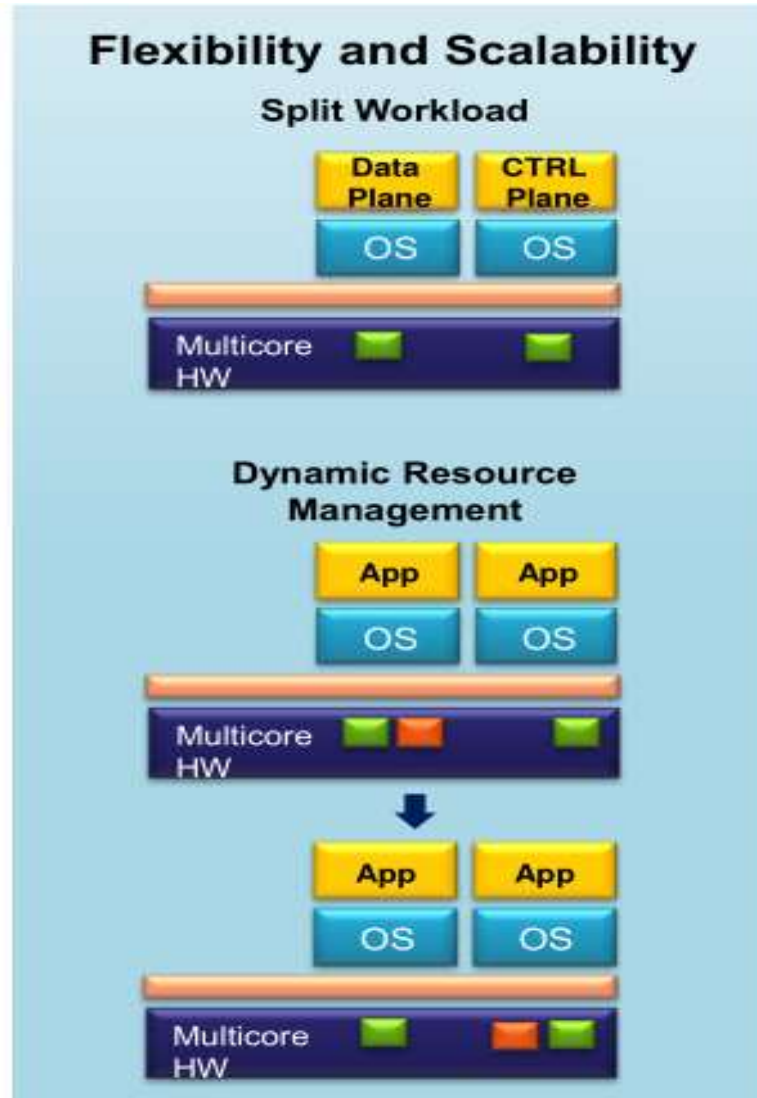 Flexibility and Scalability
Split Workload
Data
Plane
CTRL
Plane
OS
OS
Multicore
HW
Dynamic Resource
Management
App
App
OS
OS
Multicore
HW
App
App
OS
OS
Multicore
HW